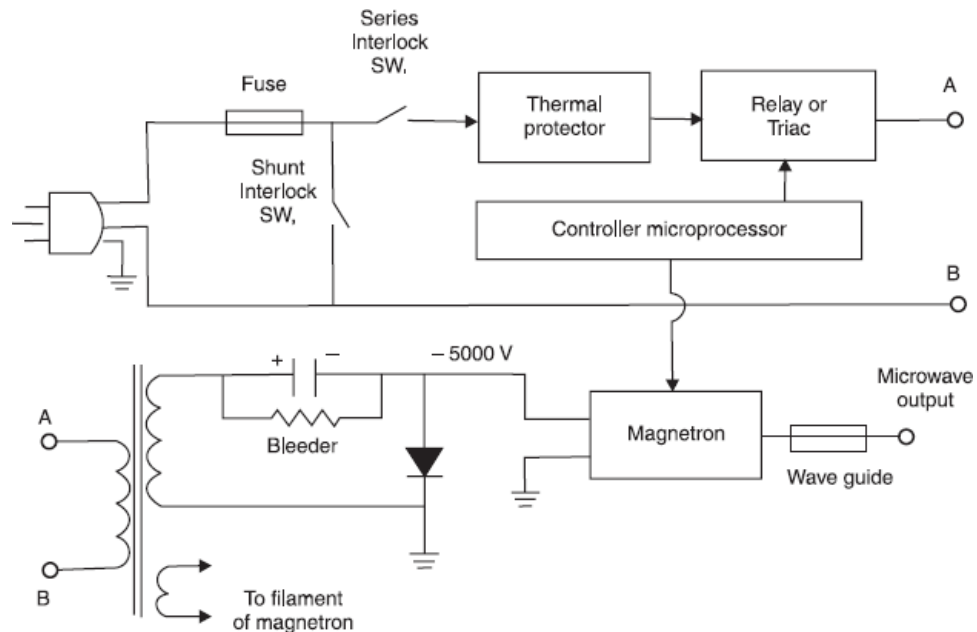 Series
Interlock
SW,
Fuse
Thermal
protector
Relay or
Triac
A
Shunt
Interlock
SW,
Controller microprocessor
B
+ − − 5000 V
Bleeder
A
B
Magnetron
Microwave
output
Wave guide
To filament
of magnetron